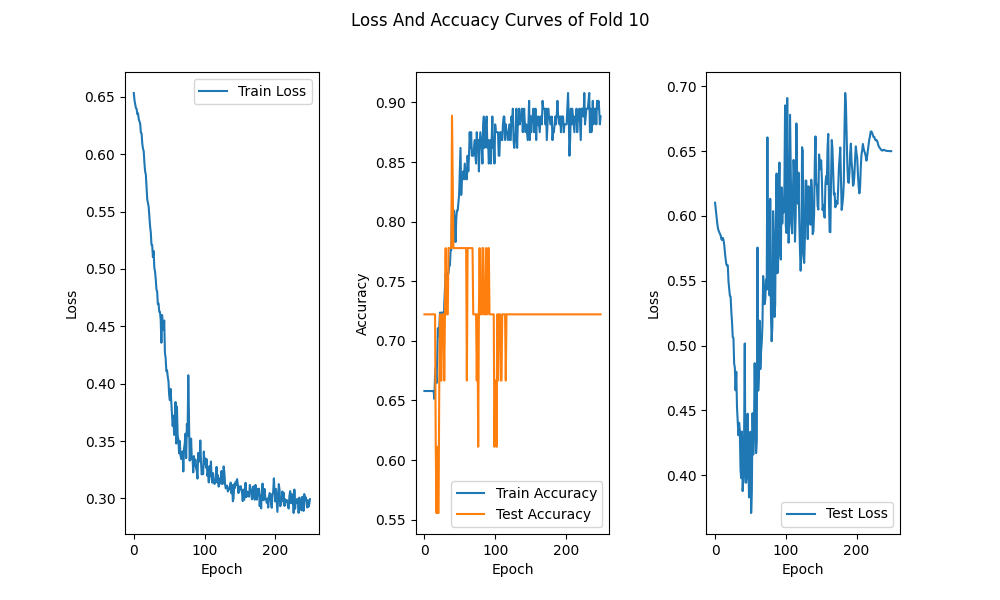 Loss And Accuacy Curves of Fold 10
Loss
0.65
0.60
0.55
0.50
0.45
0.40
0.35
0.30
0
100
200
Epoch
Train Loss
Accuracy
0.90
0.85
0.80
0.75
0.70
0.65
0.60
0.55
0
100
200
Epoch
Train Accuracy
Test Accuracy
Loss
0.70
0.65
0.60
0.55
0.50
0.45
0.40
0
100
200
Epoch
Test Loss